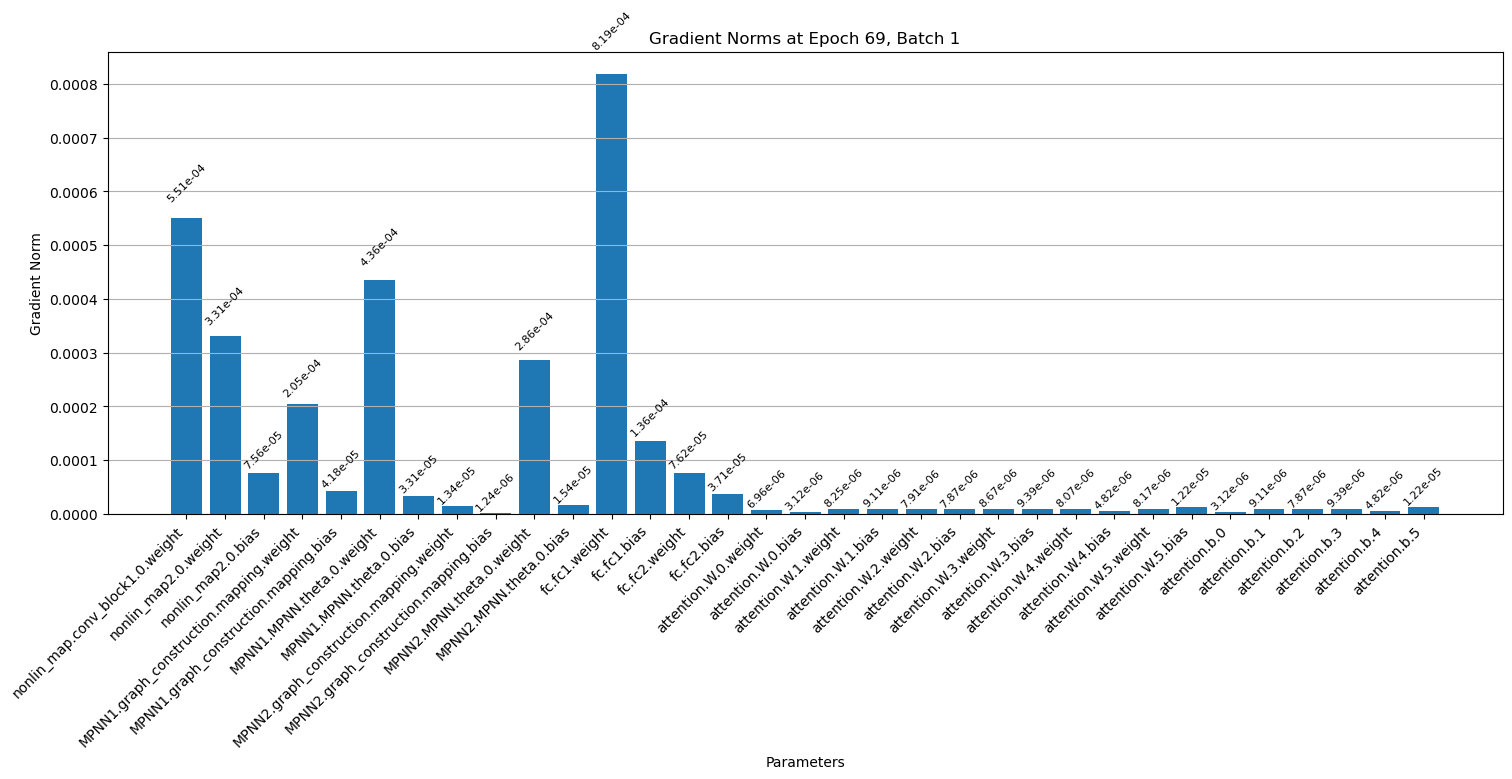 Gradient Norms at Epoch 69, Batch 1
Gradient Norm
0.0008
0.0007
0.0006
0.0005
0.0004
0.0003
0.0002
0.0001
0.0000
5.51e-04
3.31e-04
7.56e-05
2.05e-04
4.18e-05
4.36e-04
3.31e-05
1.34e-05
1.24e-06
2.86e-04
1.54e-05
8.19e-04
1.36e-04
7.62e-05
3.71e-05
6.96e-06
3.12e-06
8.25e-06
9.11e-06
7.91e-06
7.87e-06
8.67e-06
9.39e-06
8.07e-06
4.82e-06
8.17e-06
1.22e-05
3.12e-06
9.11e-06
7.87e-06
9.39e-06
4.82e-06
1.22e-05
nonlin_map.conv_block1.0.weight
nonlin_map2.0.weight
nonlin_map2.0.bias
MPNN1.graph_construction.mapping.weight
MPNN1.graph_construction.mapping.bias
MPNN1.MPNN.theta.0.weight
MPNN1.MPNN.theta.0.bias
MPNN2.graph_construction.mapping.weight
MPNN2.graph_construction.mapping.bias
MPNN2.MPNN.theta.0.weight
MPNN2.MPNN.theta.0.bias
fc.fc1.weight
fc.fc1.bias
fc.fc2.weight
fc.fc2.bias
attention.W.0.weight
attention.W.0.bias
attention.W.1.weight
attention.W.1.bias
attention.W.2.weight
attention.W.2.bias
attention.W.3.weight
attention.W.3.bias
attention.W.4.weight
attention.W.4.bias
attention.W.5.weight
attention.W.5.bias
attention.b.0
attention.b.1
attention.b.2
attention.b.3
attention.b.4
attention.b.5
Parameters